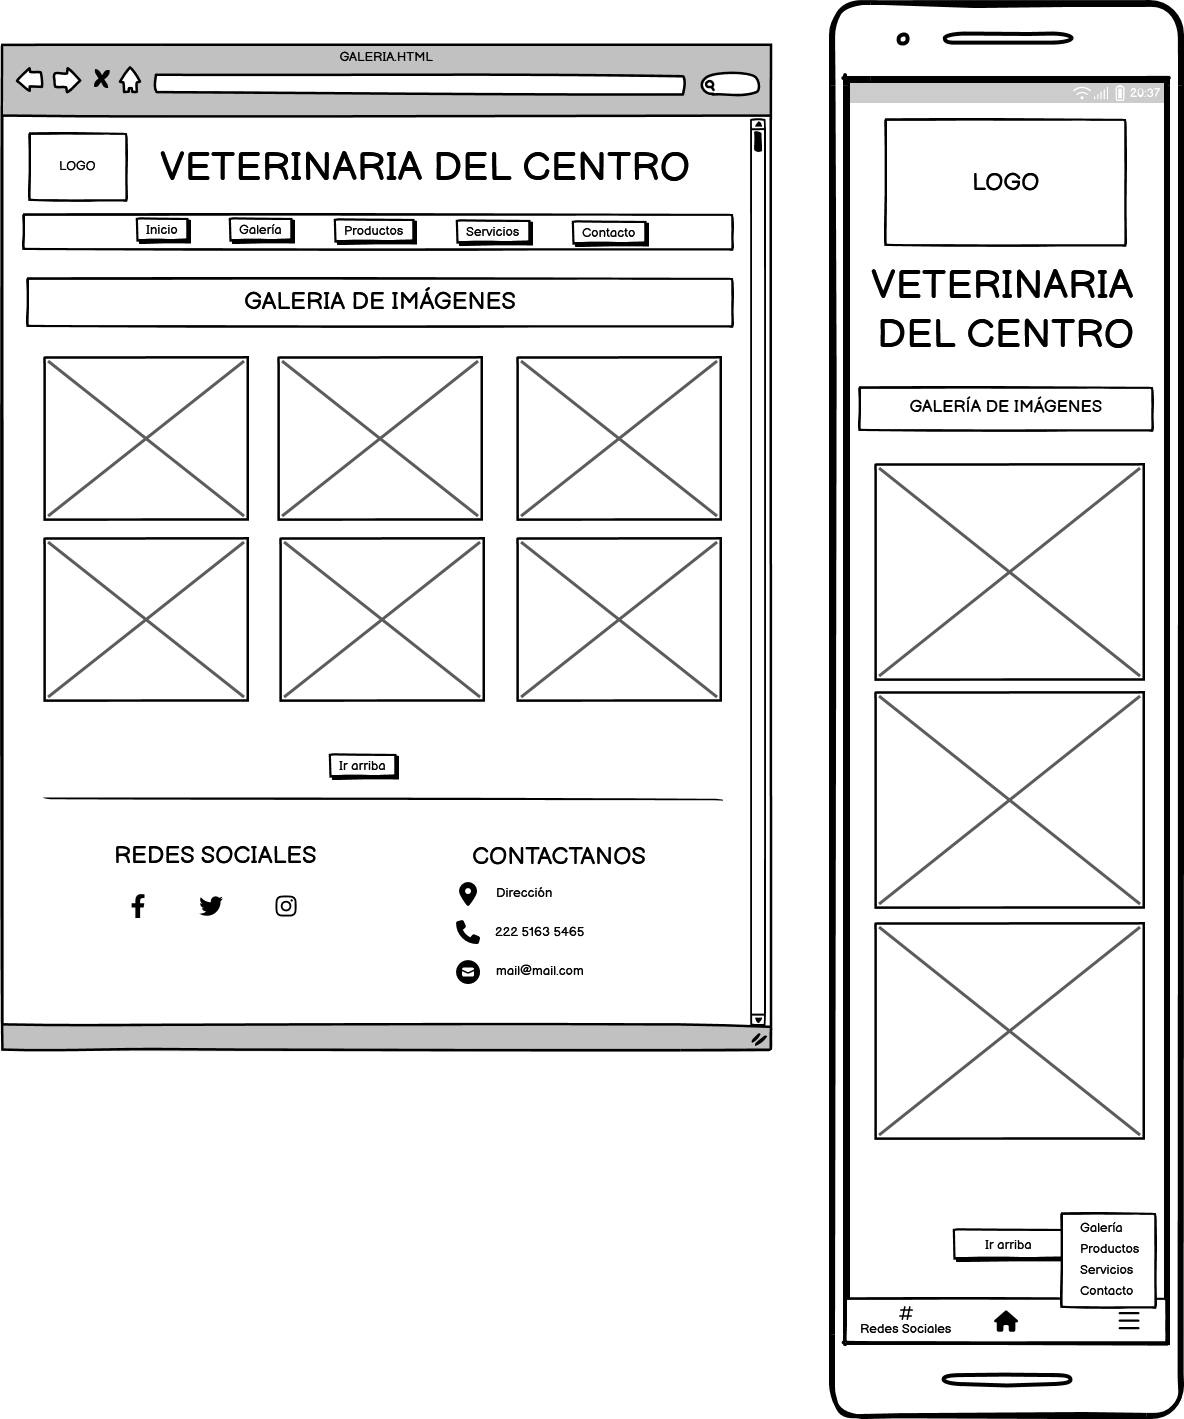 GALERIA.HTML
LOGO
VETERINARIA DEL CENTRO
Inicio
Galería
Productos
Servicios
Contacto
GALERIA DE IMÁGENES
Ir arriba
REDES SOCIALES
CONTACTANOS
Dirección
222 5163 5465
mail@mail.com
20:37
LOGO
VETERINARIA
DEL CENTRO
GALERÍA DE IMÁGENES
Ir arriba
Galería
Productos
Servicios
Contacto
#
Redes Sociales